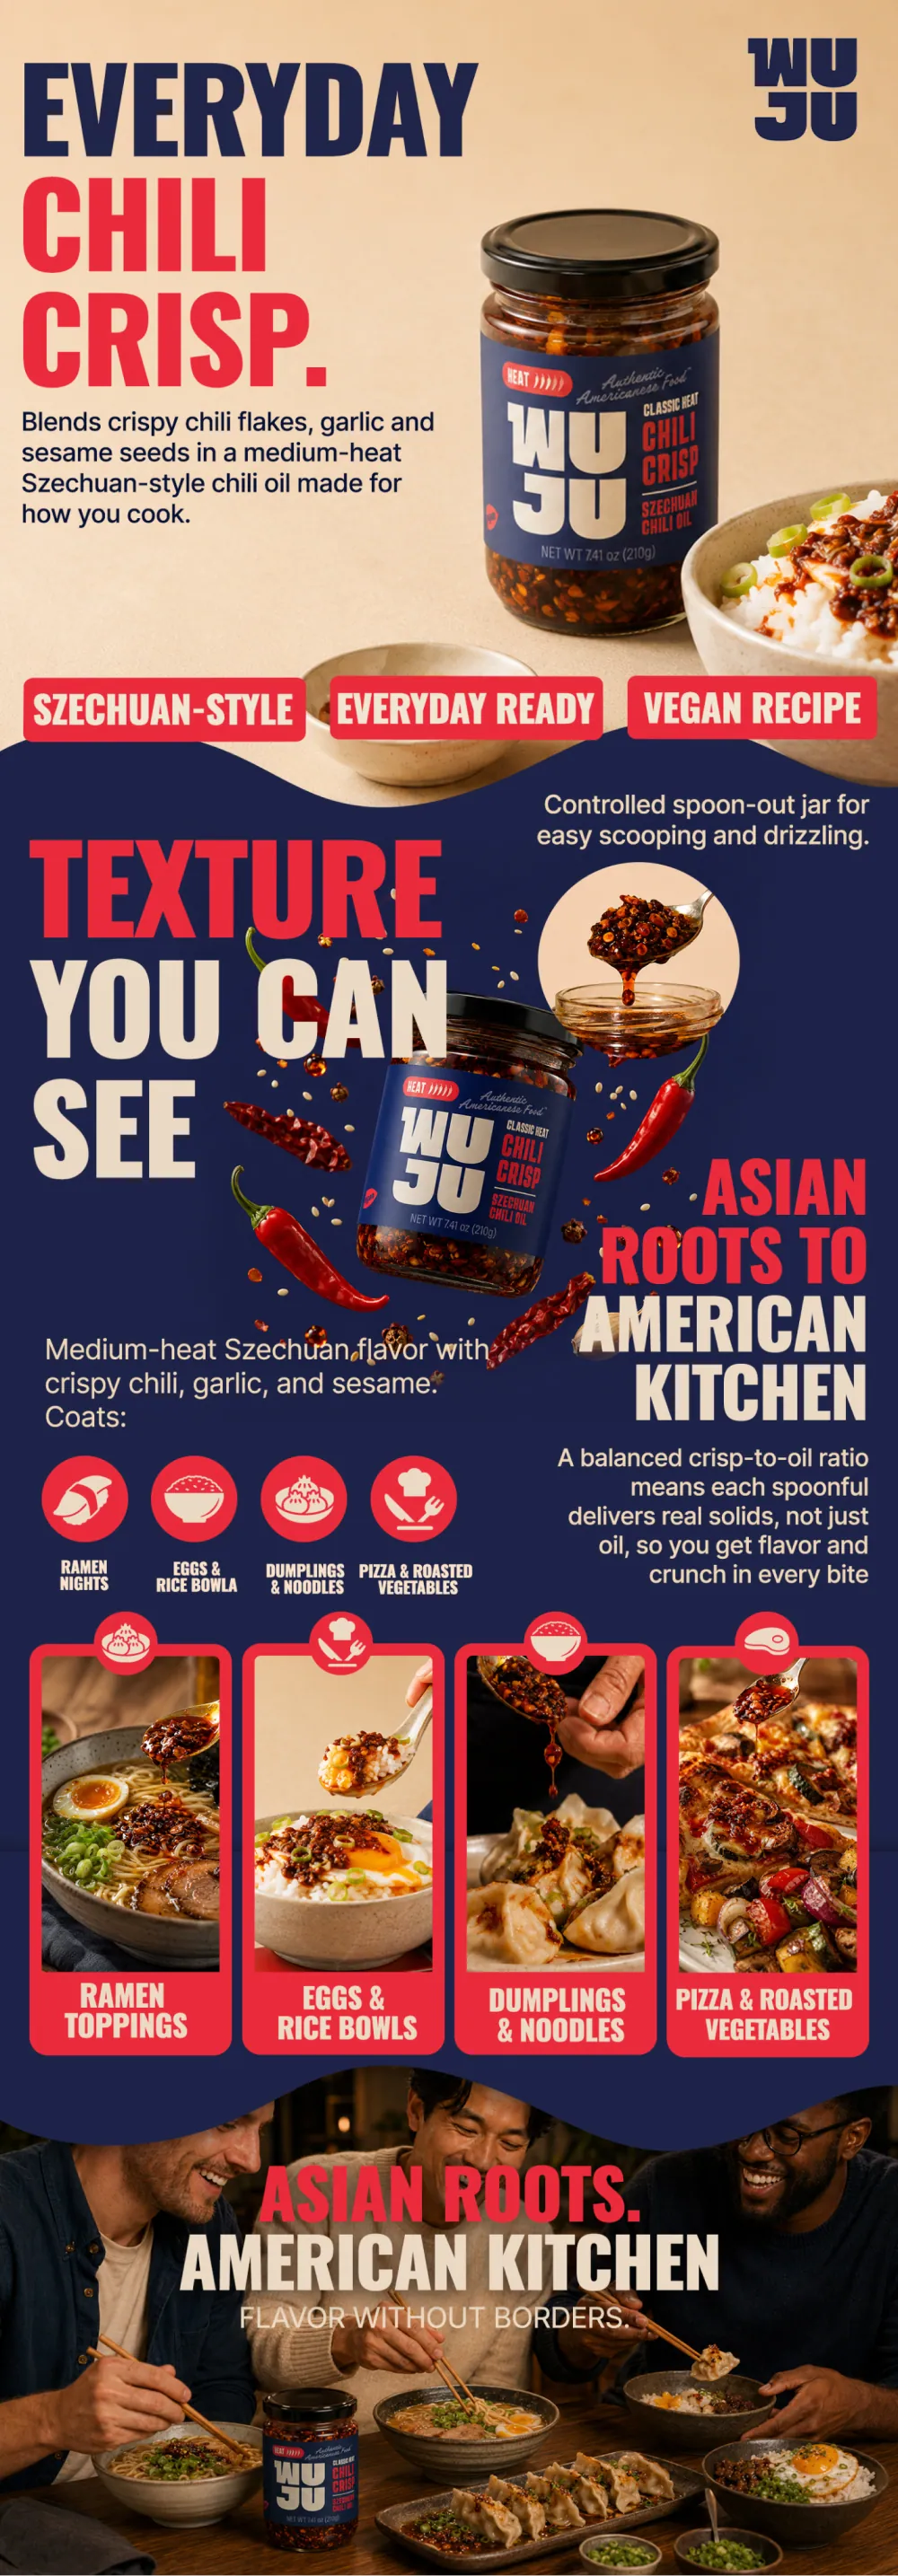 EVERYDAY
CHILI
CRISP.
WU
JU
Blends crispy chili flakes, garlic and
sesame seeds in a medium-heat
Szechuan-style chili oil made for
how you cook.
HEAT
Authentic
Americanese Food™
WU
JU
CLASSIC HEAT
CHILI
CRISP
SZECHUAN
CHILI OIL
NET WT 7.41 oz (210g)
SZECHUAN-STYLE
EVERYDAY READY
VEGAN RECIPE
Controlled spoon-out jar for
easy scooping and drizzling.
TEXTURE
YOU CAN
SEE
HEAT
Authentic
Americanese Food™
WU
JU
CLASSIC HEAT
CHILI
CRISP
SZECHUAN
CHILI OIL
NET WT 7.41 oz (210g)
ASIAN
ROOTS TO
AMERICAN
KITCHEN
Medium-heat Szechuan flavor with
crispy chili, garlic, and sesame.
Coats:
A balanced crisp-to-oil ratio
means each spoonful
delivers real solids, not just
oil, so you get flavor and
crunch in every bite
RAMEN
NIGHTS
EGGS &
RICE BOWLA
DUMPLINGS
& NOODLES
PIZZA & ROASTED
VEGETABLES
RAMEN
TOPPINGS
EGGS &
RICE BOWLS
DUMPLINGS
& NOODLES
PIZZA & ROASTED
VEGETABLES
ASIAN ROOTS.
AMERICAN KITCHEN
FLAVOR WITHOUT BORDERS.
HEAT
WU
JU
CHILI
CRISP